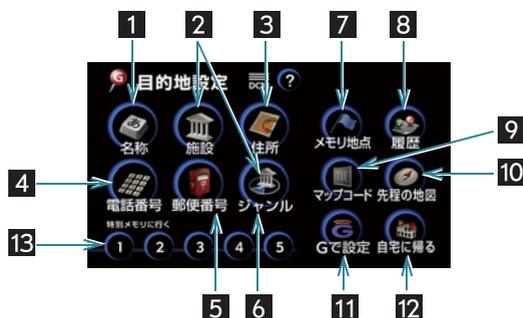 1 2 3 7 8
G 目的地設定 ?
名称 施設 住所 メモリ地点 履歴
9
4 10
電話番号 郵便番号 ジャンル マップコード 先程の地図
特別メモリに行く
13 1 2 3 4 5 Gで設定 自宅に帰る
5 6 11 12